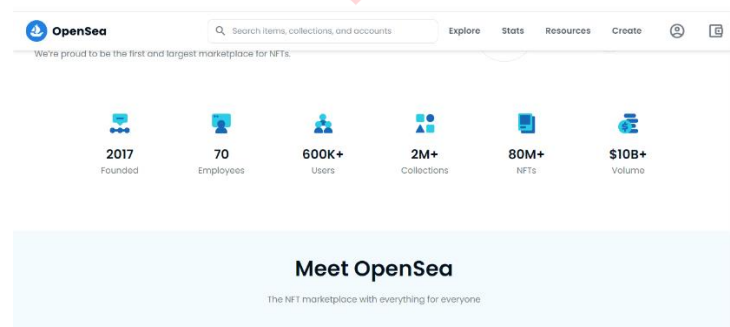 OpenSea
Search items, collections, and accounts
Explore Stats Resources Create
We're proud to be the first and largest marketplace for NFTs.
2017 70 600K+ 2M+ 80M+ $10B+
Founded Employees Users Collections NFTs Volume
Meet OpenSea
The NFT marketplace with everything for everyone